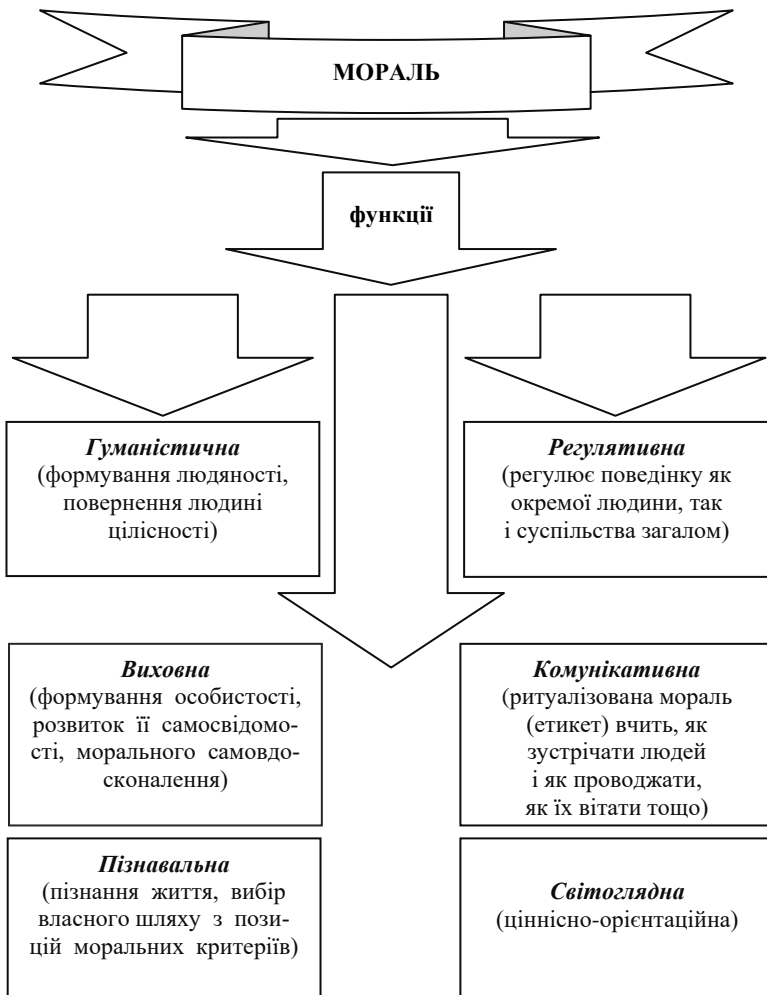 МОРАЛЬ
функції
Гуманістична
(формування людяності,
повернення людині
цілісності)
Регулятивна
(регулює поведінку як
окремої людини, так
і суспільства загалом)
Виховна
(формування особистості,
розвиток її самосвідомо-
сті, морального самовдо-
сконалення)
Комунікативна
(ритуалізована мораль
(етикет) вчить, як
зустрічати людей
і як проводжати,
як їх вітати тощо)
Пізнавальна
(пізнання життя, вибір
власного шляху з пози-
цій моральних критеріїв)
Світоглядна
(ціннісно-орієнтаційна)